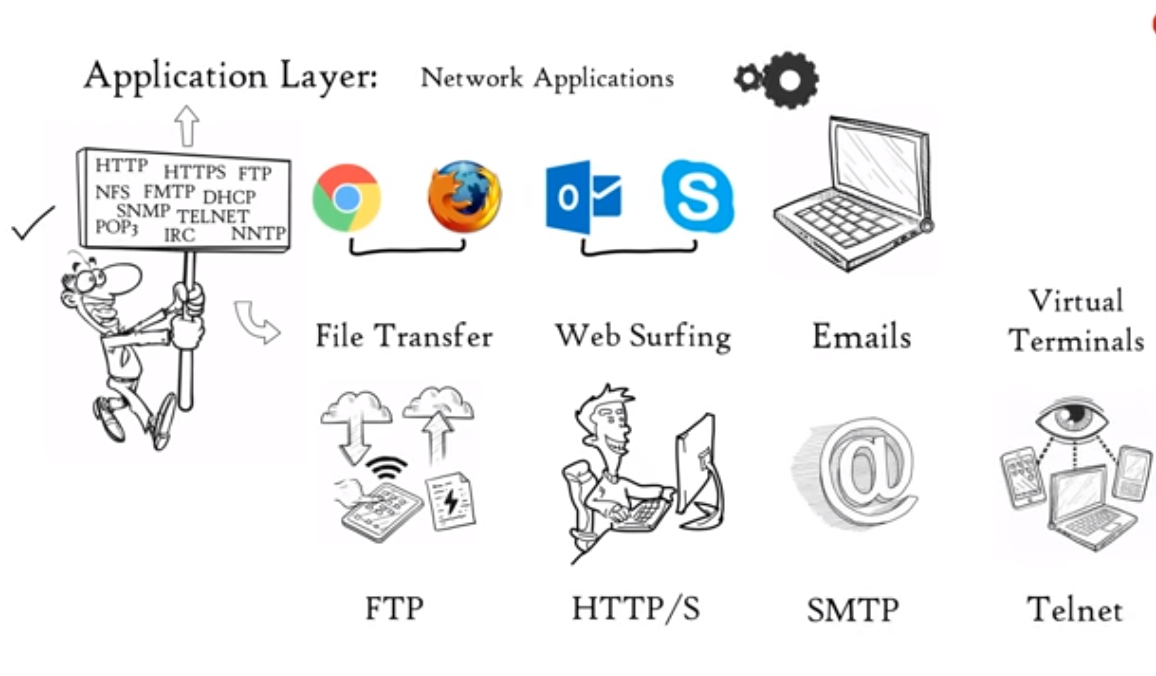 Application Layer: Network Applications
HTTP HTTPS FTP
NFS FMTP DHCP
SNMP TELNET
POP3 IRC NNTP
O
S
File Transfer
Web Surfing
Emails
Virtual
Terminals
@
FTP
HTTP/S
SMTP
Telnet